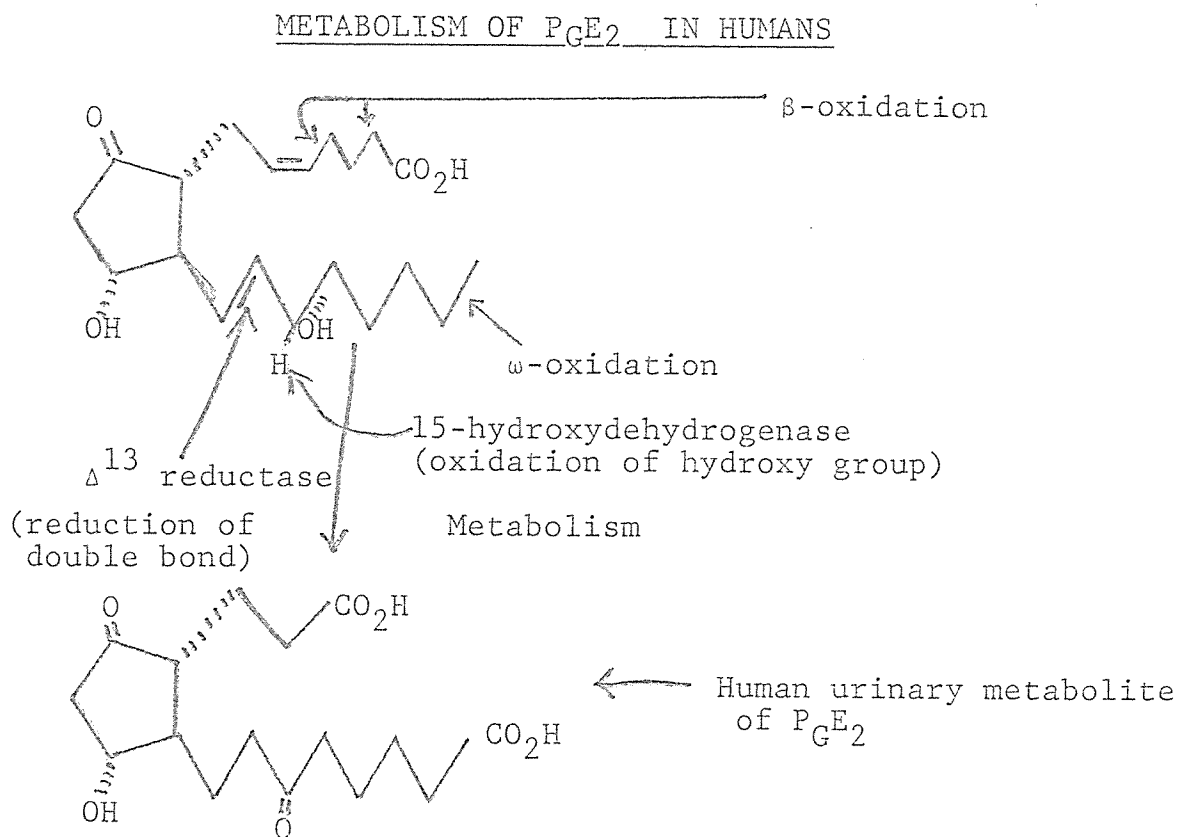 METABOLISM OF PGE2 IN HUMANS
β-oxidation
O
CO2H
OH
OH
H
ω-oxidation
15-hydroxydehydrogenase
(oxidation of hydroxy group)
Δ13 reductase
(reduction of
double bond)
Metabolism
O
CO2H
Human urinary metabolite
of PGE2
CO2H
OH
O